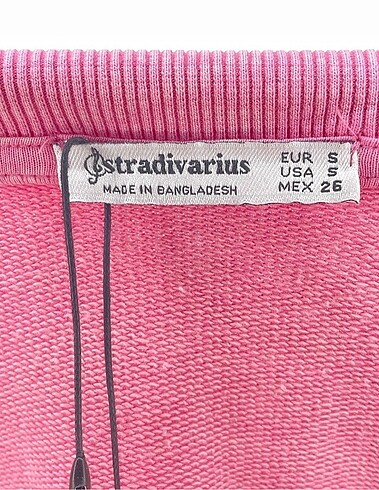 stradivarius
MADE IN BANGLADESH
EUR S
USA S
MEX 26